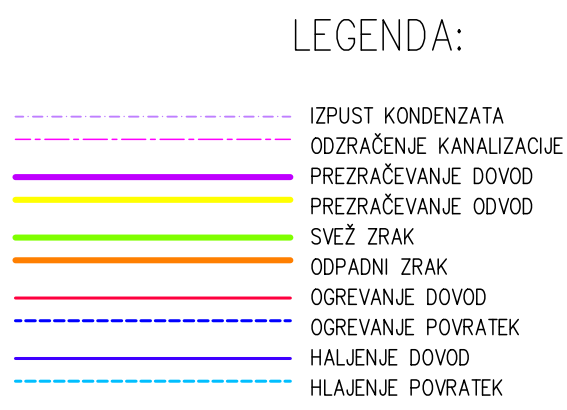 LEGENDA:
IZPUST KONDENZATA
ODZRAČENJE KANALIZACIJE
PREZRAČEVANJE DOVOD
PREZRAČEVANJE ODVOD
SVEŽ ZRAK
ODPADNI ZRAK
OGREVANJE DOVOD
OGREVANJE POVRATEK
HALJENJE DOVOD
HLAJENJE POVRATEK